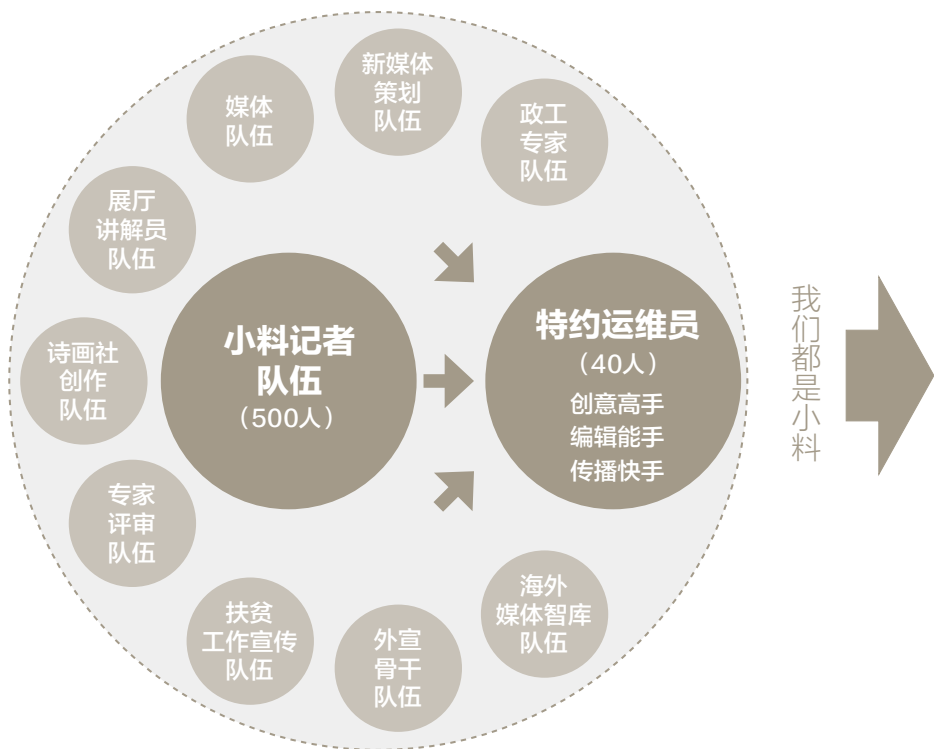 新媒体
策划
队伍
媒体
队伍
政工
专家
队伍
展厅
讲解员
队伍
诗画社
创作
队伍
专家
评审
队伍
扶贫
工作宣传
队伍
外宣
骨干
队伍
海外
媒体智库
队伍
小料记者
队伍
（500人）
特约运维员
（40人）
创意高手
编辑能手
传播快手
我们都是小料